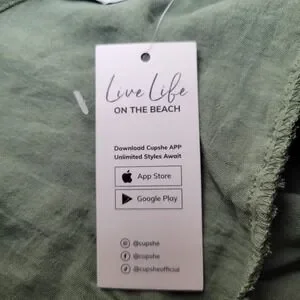 Live Life
ON THE BEACH
Download Cupshe APP
Unlimited Styles Await
App Store
Google Play
@cupshe
@cupshe
@cupsheofficial